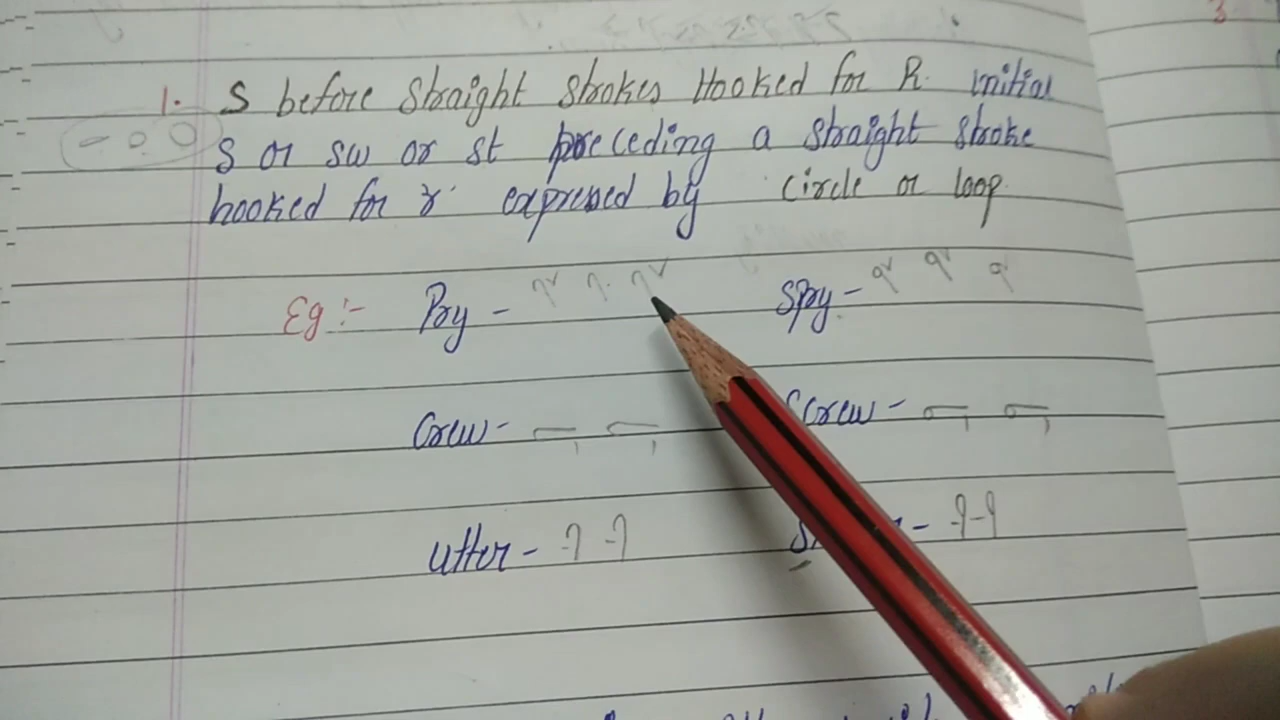 1. S before Straight Strokes Hooked for R. initial
S or sw or st preceding a straight stroke
hooked for r. expressed by circle or loop
Eg :- Pry - Spry -
Crew - Screw -
utter -
3